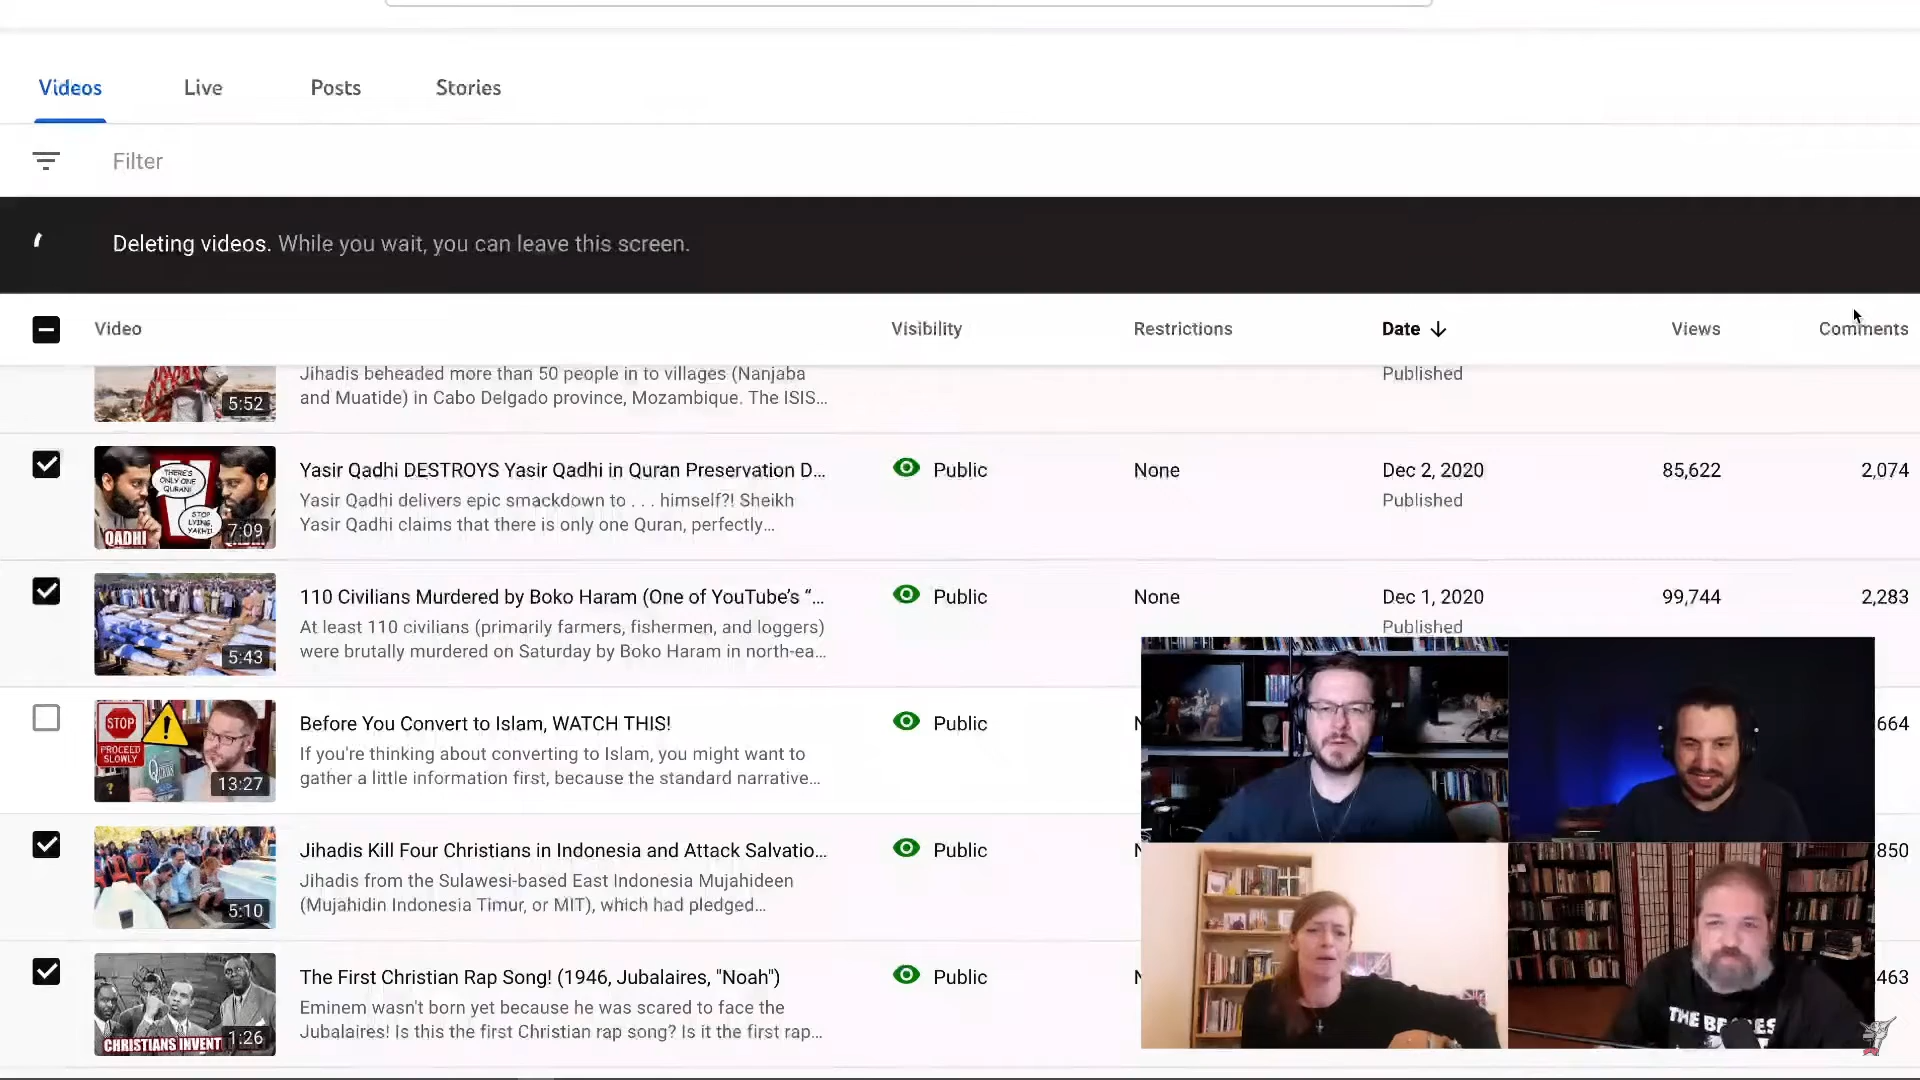 Videos Live Posts Stories
Filter
Deleting videos. While you wait, you can leave this screen.
Video Visibility Restrictions Date Views Comments
Jihadis beheaded more than 50 people in to villages (Nanjaba
and Muatide) in Cabo Delgado province, Mozambique. The ISIS...
Published
5:52
Yasir Qadhi DESTROYS Yasir Qadhi in Quran Preservation D...
Public None Dec 2, 2020 85,622 2,074
Yasir Qadhi delivers epic smackdown to . . . himself?! Sheikh
Yasir Qadhi claims that there is only one Quran, perfectly...
Published
THERE'S
ONLY ONE
QURAN!
STOP
LYING,
QADHI
7:09
110 Civilians Murdered by Boko Haram (One of YouTube’s “...
Public None Dec 1, 2020 99,744 2,283
At least 110 civilians (primarily farmers, fishermen, and loggers)
were brutally murdered on Saturday by Boko Haram in north-ea...
Published
5:43
Before You Convert to Islam, WATCH THIS!
Public 664
If you're thinking about converting to Islam, you might want to
gather a little information first, because the standard narrative...
STOP
PROCEED
SLOWLY
13:27
Jihadis Kill Four Christians in Indonesia and Attack Salvatio...
Public 850
Jihadis from the Sulawesi-based East Indonesia Mujahideen
(Mujahidin Indonesia Timur, or MIT), which had pledged...
5:10
The First Christian Rap Song! (1946, Jubalaires, "Noah")
Public 463
Eminem wasn't born yet because he was scared to face the
Jubalaires! Is this the first Christian rap song? Is it the first rap...
CHRISTIANS INVENT
1:26
THE